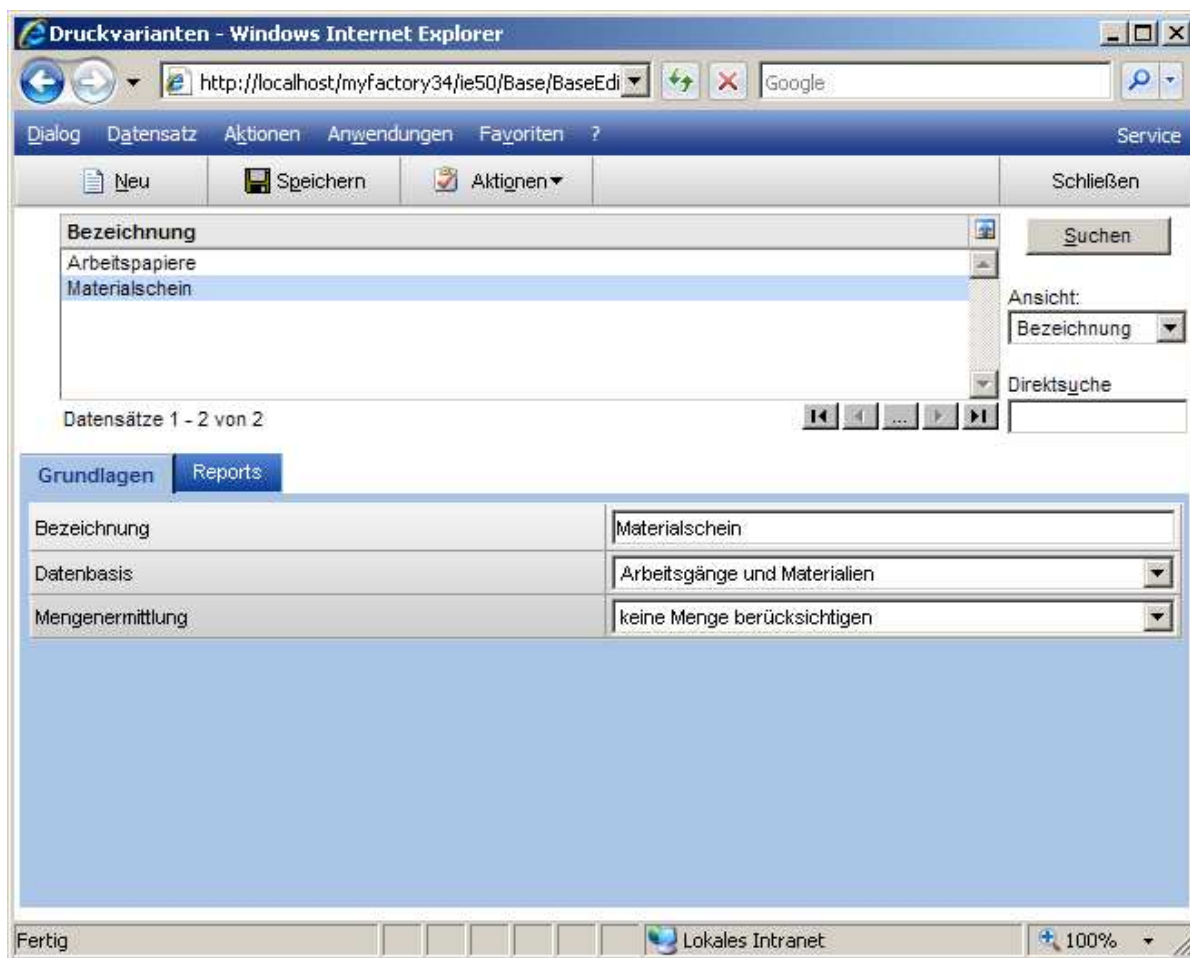 Druckvarianten - Windows Internet Explorer
http://localhost/myfactory34/ie50/Base/BaseEdi
Google
Dialog Datensatz Aktionen Anwendungen Favoriten ? Service
Neu Speichern Aktionen Schließen
Bezeichnung
Suchen
Arbeitspapiere
Materialschein
Ansicht:
Bezeichnung
Direktsuche
Datensätze 1 - 2 von 2
...
Grundlagen Reports
Bezeichnung Materialschein
Datenbasis Arbeitsgänge und Materialien
Mengenermittlung keine Menge berücksichtigen
Fertig Lokales Intranet 100%